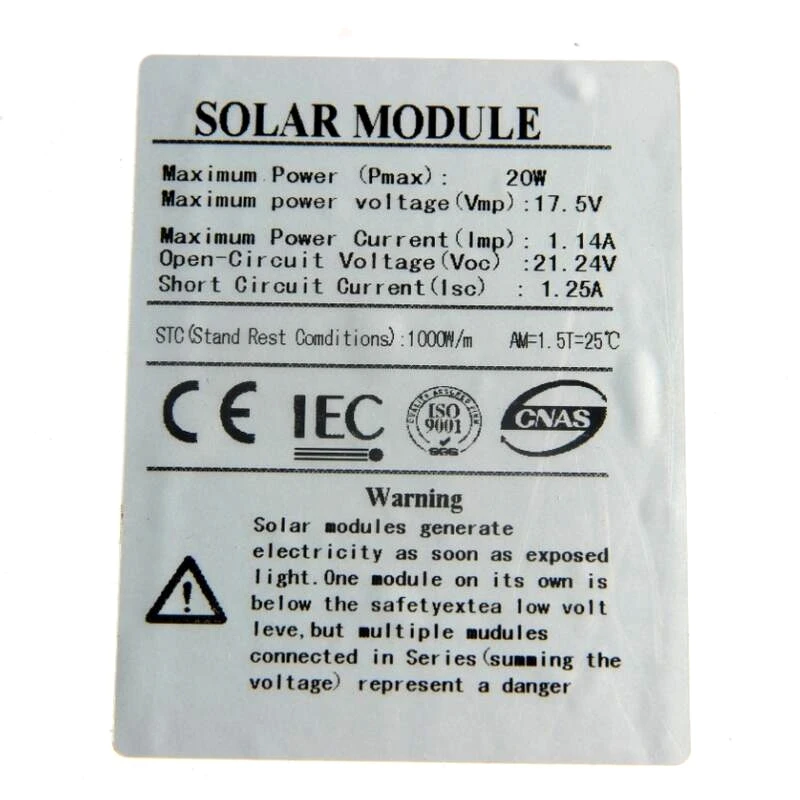 SOLAR MODULE
Maximum Power (Pmax): 20W
Maximum power voltage(Vmp):17.5V
Maximum Power Current(Imp): 1.14A
Open-Circuit Voltage(Voc) :21.24V
Short Circuit Current(Isc) : 1.25A
STC(Stand Rest Comditions):1000W/m AM=1.5T=25℃
CE IEC ISO 9001 SGS CNAS
Warning
Solar modules generate
electricity as soon as exposed
light.One module on its own is
below the safetyextea low volt
leve,but multiple mudules
connected in Series(summing the
voltage) represent a danger